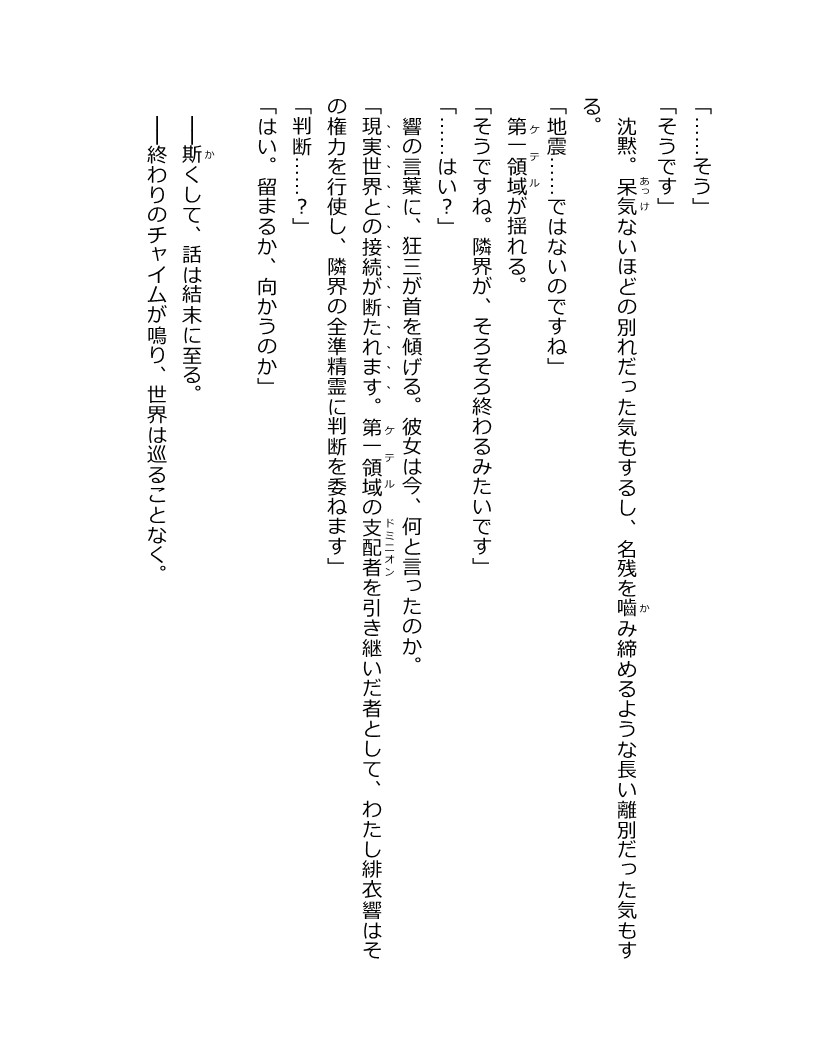 「……そう」
「そうです」
沈黙。呆気ないほどの別れだった気もするし、名残を嚙み締めるような長い離別だった気もす
る。
「地震……ではないのですね」
第一領域が揺れる。
「そうですね。隣界が、そろそろ終わるみたいです」
「……はい？」
響の言葉に、狂三が首を傾げる。彼女は今、何と言ったのか。
「現実世界との接続が断たれます。第一領域の支配者を引き継いだ者として、わたし緋衣響はそ
の権力を行使し、隣界の全準精霊に判断を委ねます」
「判断……？」
「はい。留まるか、向かうのか」
――斯くして、話は結末に至る。
――終わりのチャイムが鳴り、世界は巡ることなく。